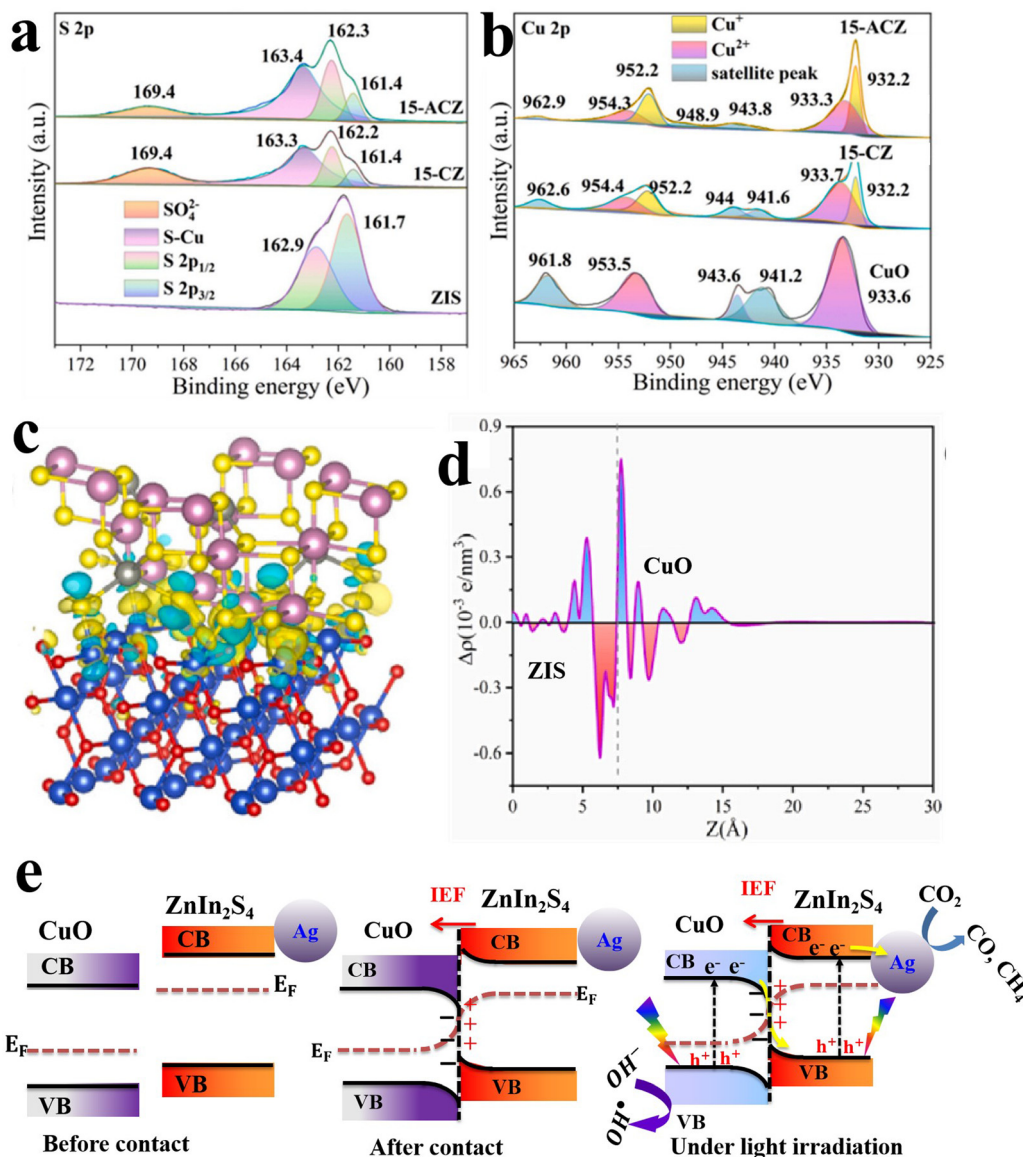 a
S 2p
162.3
163.4
161.4
169.4
15-ACZ
162.2
163.3
161.4
169.4
15-CZ
SO₄²⁻
S-Cu
S 2p₁/₂
S 2p₃/₂
161.7
162.9
ZIS
Intensity (a.u.)
172 170 168 166 164 162 160 158
Binding energy (eV)
b
Cu 2p
Cu⁺
Cu²⁺
satellite peak
15-ACZ
952.2
932.2
962.9
954.3
948.9
943.8
933.3
15-CZ
962.6
954.4
952.2
944
941.6
933.7
932.2
961.8
953.5
943.6
941.2
CuO
933.6
Intensity (a.u.)
965 960 955 950 945 940 935 930 925
Binding energy (eV)
c
d
0.9
0.6
0.3
0.0
-0.3
-0.6
Δρ(10⁻³ e/nm³)
CuO
ZIS
0 5 10 15 20 25 30
Z(Å)
e
CuO
ZnIn₂S₄
CB
CB
Ag
E_F
E_F
VB
VB
Before contact
IEF
CuO
ZnIn₂S₄
CB
CB
Ag
E_F
E_F
− − − −
+ + + +
VB
VB
After contact
IEF
CuO
ZnIn₂S₄
CO₂
CB
CB
e⁻ e⁻
e⁻ e⁻
Ag
CO, CH₄
− − − −
+ + + +
h⁺ h⁺
h⁺ h⁺
OH⁻
OH•
VB
VB
Under light irradiation